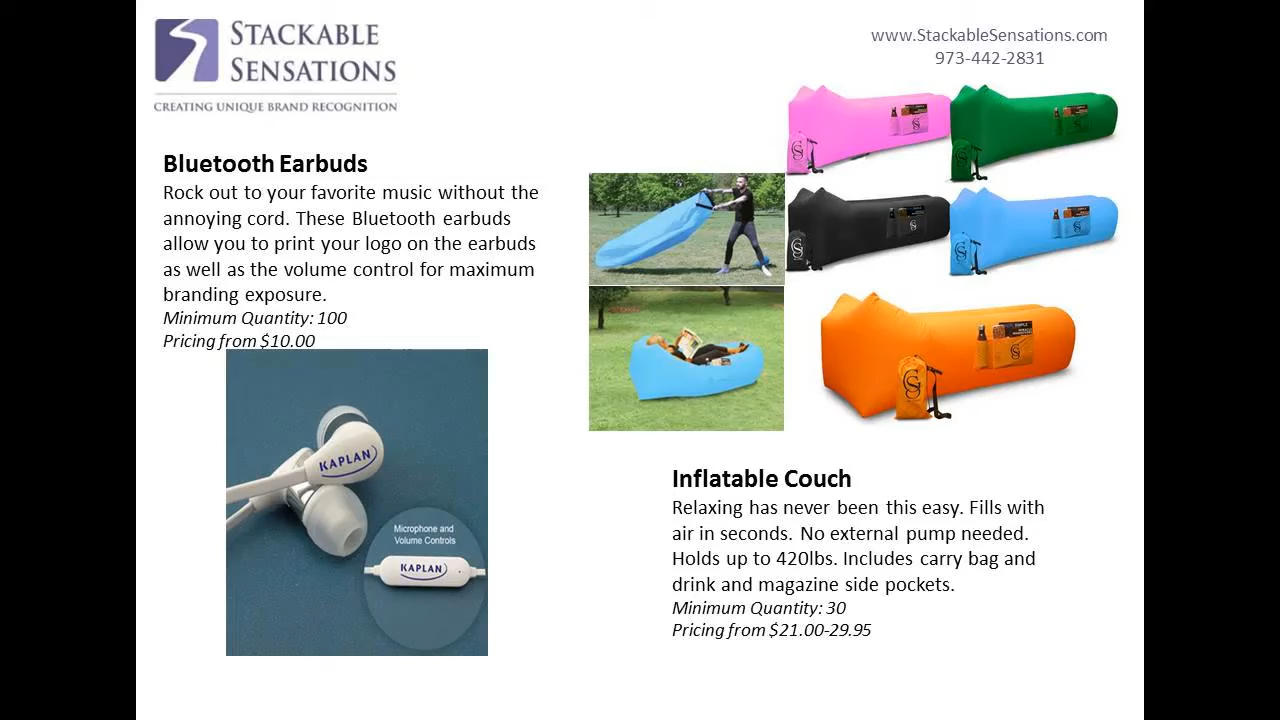 STACKABLE
SENSATIONS
CREATING UNIQUE BRAND RECOGNITION
www.StackableSensations.com
973-442-2831
Bluetooth Earbuds
Rock out to your favorite music without the
annoying cord. These Bluetooth earbuds
allow you to print your logo on the earbuds
as well as the volume control for maximum
branding exposure.
Minimum Quantity: 100
Pricing from $10.00
KAPLAN
Microphone and
Volume Controls
KAPLAN
Inflatable Couch
Relaxing has never been this easy. Fills with
air in seconds. No external pump needed.
Holds up to 420lbs. Includes carry bag and
drink and magazine side pockets.
Minimum Quantity: 30
Pricing from $21.00-29.95